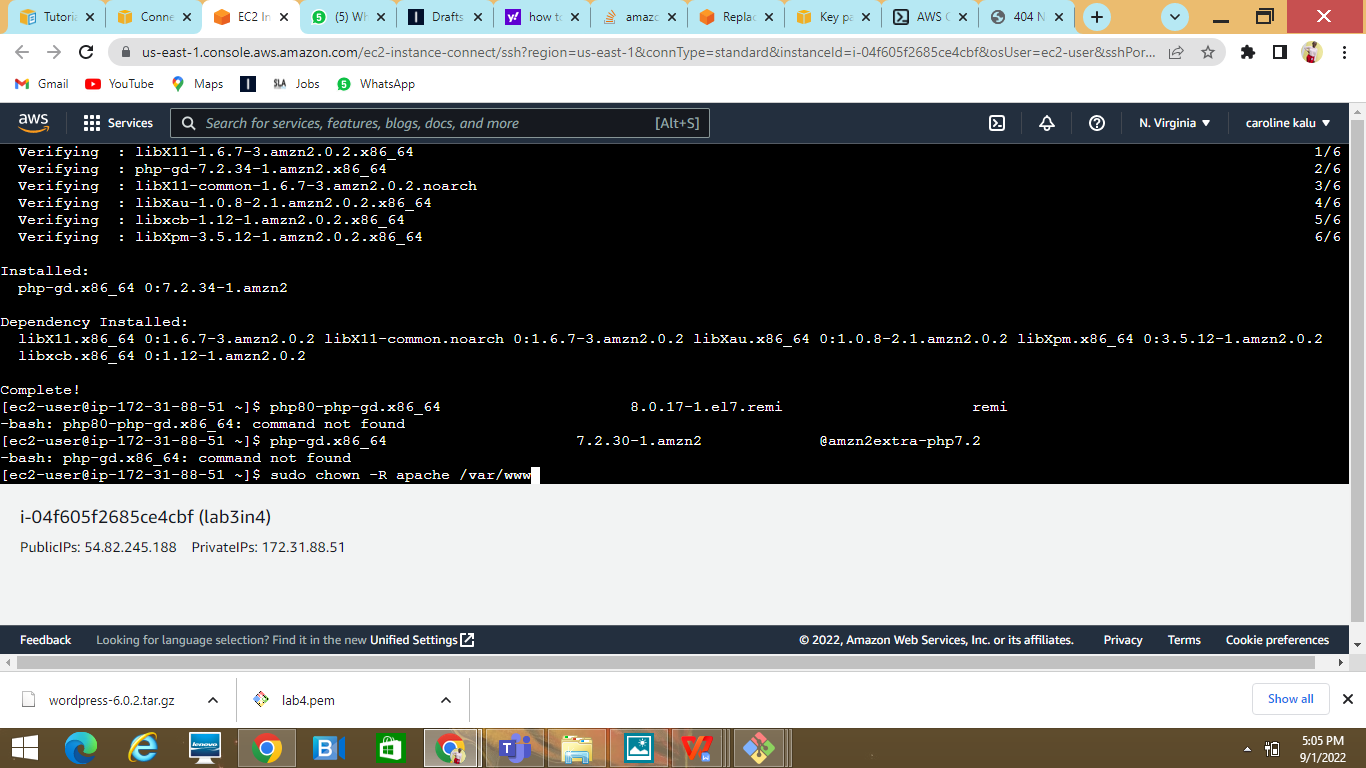 Tutoria
Conne
EC2 In
(5) Wh
Drafts
how to
amazo
Replac
Key pa
AWS C
404 N
us-east-1.console.aws.amazon.com/ec2-instance-connect/ssh?region=us-east-1&connType=standard&instanceId=i-04f605f2685ce4cbf&osUser=ec2-user&sshPor...
Gmail YouTube Maps SLA Jobs WhatsApp
aws Services Search for services, features, blogs, docs, and more [Alt+S] N. Virginia caroline kalu
Verifying : libX11-1.6.7-3.amzn2.0.2.x86_64 1/6
Verifying : php-gd-7.2.34-1.amzn2.x86_64 2/6
Verifying : libX11-common-1.6.7-3.amzn2.0.2.noarch 3/6
Verifying : libXau-1.0.8-2.1.amzn2.0.2.x86_64 4/6
Verifying : libxcb-1.12-1.amzn2.0.2.x86_64 5/6
Verifying : libXpm-3.5.12-1.amzn2.0.2.x86_64 6/6
Installed:
php-gd.x86_64 0:7.2.34-1.amzn2
Dependency Installed:
libX11.x86_64 0:1.6.7-3.amzn2.0.2 libX11-common.noarch 0:1.6.7-3.amzn2.0.2 libXau.x86_64 0:1.0.8-2.1.amzn2.0.2 libXpm.x86_64 0:3.5.12-1.amzn2.0.2
libxcb.x86_64 0:1.12-1.amzn2.0.2
Complete!
[ec2-user@ip-172-31-88-51 ~]$ php80-php-gd.x86_64 8.0.17-1.el7.remi remi
-bash: php80-php-gd.x86_64: command not found
[ec2-user@ip-172-31-88-51 ~]$ php-gd.x86_64 7.2.30-1.amzn2 @amzn2extra-php7.2
-bash: php-gd.x86_64: command not found
[ec2-user@ip-172-31-88-51 ~]$ sudo chown -R apache /var/www
i-04f605f2685ce4cbf (lab3in4)
PublicIPs: 54.82.245.188 PrivateIPs: 172.31.88.51
Feedback Looking for language selection? Find it in the new Unified Settings © 2022, Amazon Web Services, Inc. or its affiliates. Privacy Terms Cookie preferences
wordpress-6.0.2.tar.gz lab4.pem Show all
lenovo
5:05 PM
9/1/2022